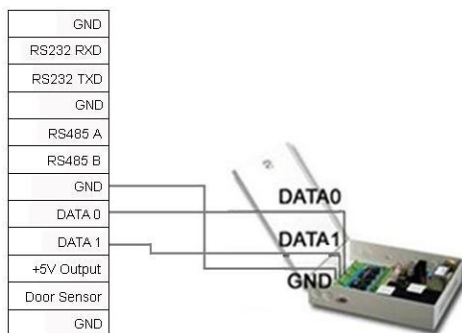 GND
RS232 RXD
RS232 TXD
GND
RS485 A
RS485 B
GND
DATA 0
DATA 1
+5V Output
Door Sensor
GND
DATA0
DATA1
GND